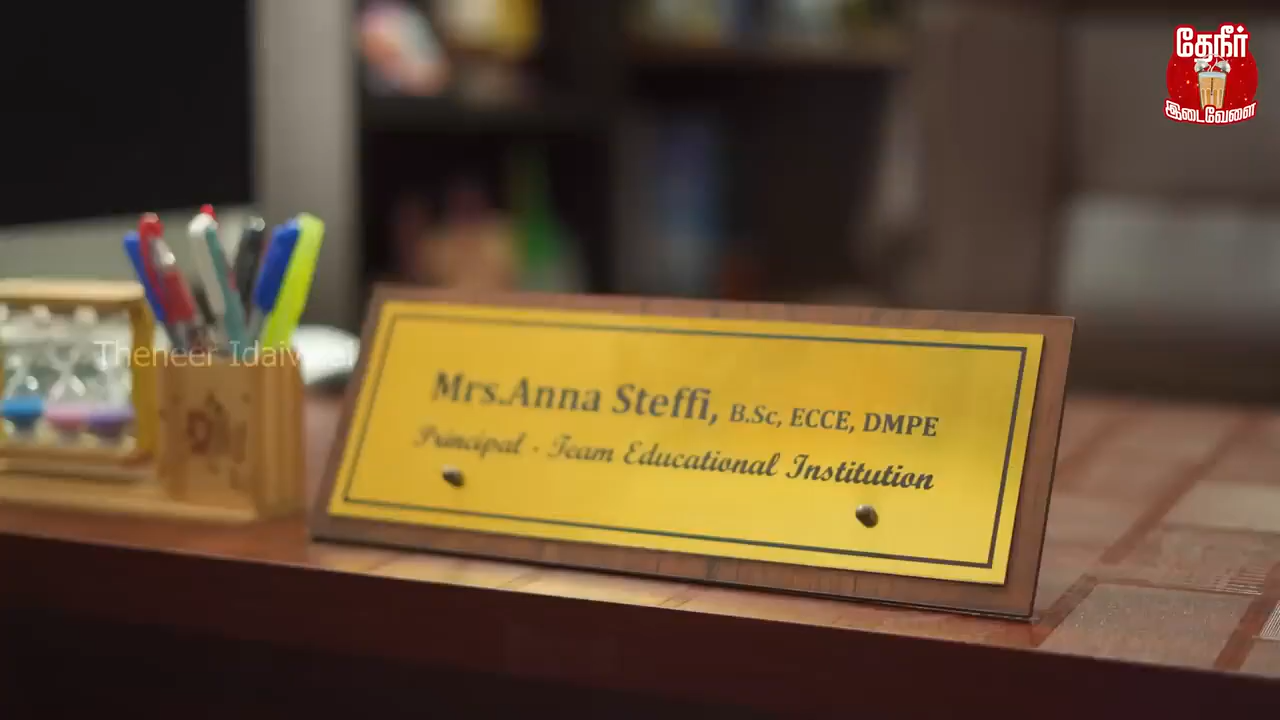 தேநீர்
இடைவேளை
Theneer Idaiv
Mrs.Anna Steffi, B.Sc, ECCE, DMPE
Principal - Team Educational Institution